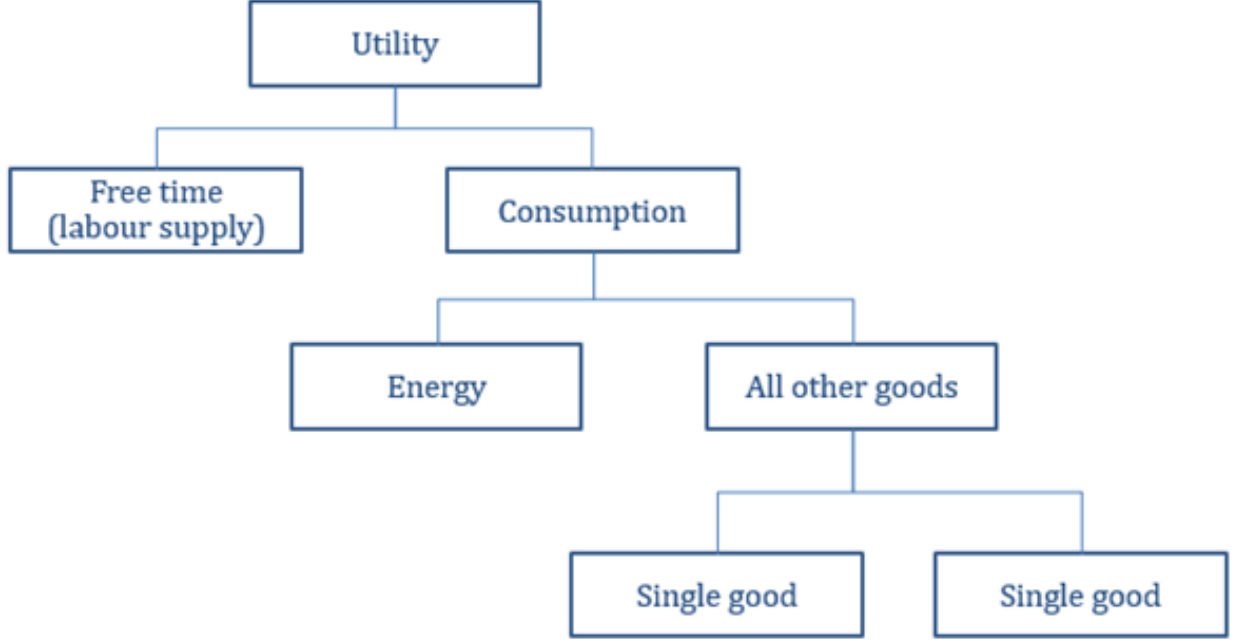 Utility
Free time
(labour supply)
Consumption
Energy
All other goods
Single good
Single good